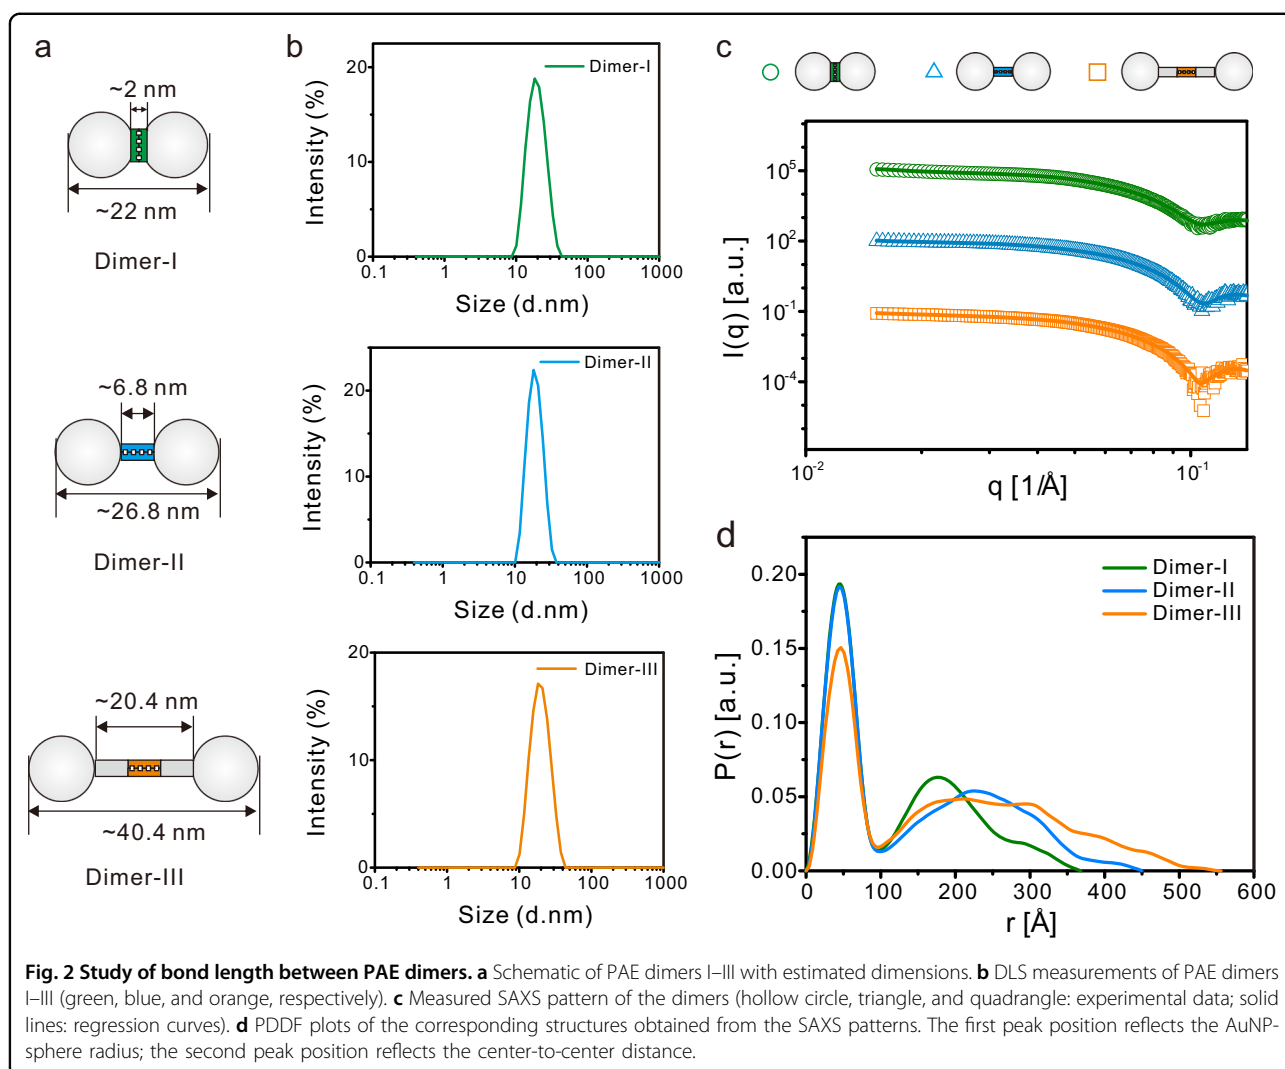 a
~2 nm
~22 nm
Dimer-I
~6.8 nm
~26.8 nm
Dimer-II
~20.4 nm
~40.4 nm
Dimer-III
b
Intensity (%)
20
10
0
Dimer-I
0.1 1 10 100 1000
Size (d.nm)
Intensity (%)
20
10
0
Dimer-II
0.1 1 10 100 1000
Size (d.nm)
Intensity (%)
20
10
0
Dimer-III
0.1 1 10 100 1000
Size (d.nm)
c
I(q) [a.u.]
10^5
10^2
10^-1
10^-4
10^-2 10^-1
q [1/Å]
d
P(r) [a.u.]
0.20
0.15
0.10
0.05
0.00
Dimer-I
Dimer-II
Dimer-III
0 100 200 300 400 500 600
r [Å]
Fig. 2 Study of bond length between PAE dimers. a Schematic of PAE dimers I–III with estimated dimensions. b DLS measurements of PAE dimers
I–III (green, blue, and orange, respectively). c Measured SAXS pattern of the dimers (hollow circle, triangle, and quadrangle: experimental data; solid
lines: regression curves). d PDDF plots of the corresponding structures obtained from the SAXS patterns. The first peak position reflects the AuNP-
sphere radius; the second peak position reflects the center-to-center distance.